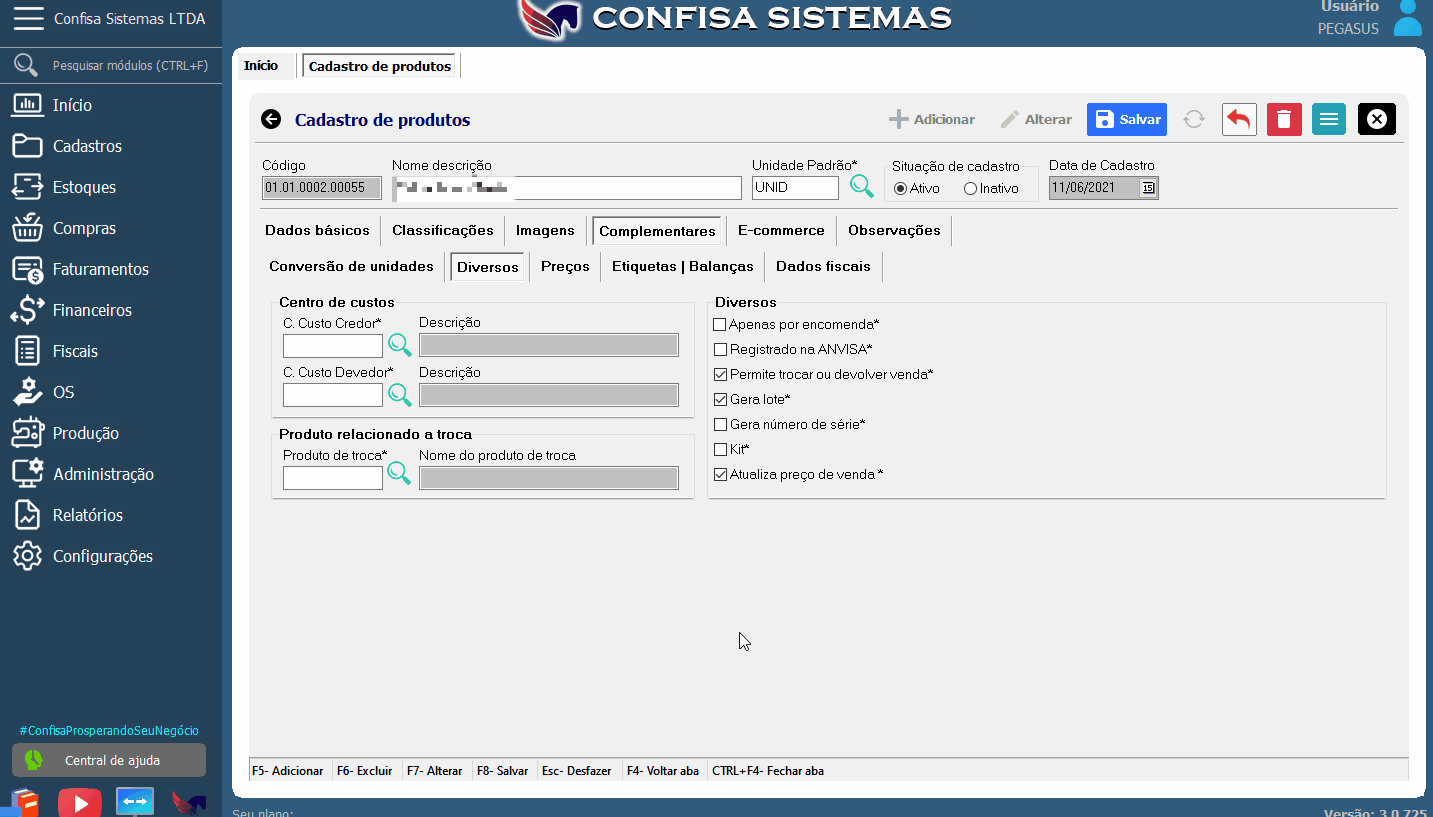 Confisa Sistemas LTDA
CONFISA SISTEMAS
Usuário
PEGASUS
Pesquisar módulos (CTRL+F)
Início
Cadastros
Estoques
Compras
Faturamentos
Financeiros
Fiscais
OS
Produção
Administração
Relatórios
Configurações
#ConfisaProsperandoSeuNegócio
Central de ajuda
Início Cadastro de produtos
Cadastro de produtos Adicionar Alterar Salvar
Código Nome descrição Unidade Padrão* Situação de cadastro Data de Cadastro
01.01.0002.00055 UNID Ativo Inativo 11/06/2021 15
Dados básicos Classificações Imagens Complementares E-commerce Observações
Conversão de unidades Diversos Preços Etiquetas | Balanças Dados fiscais
Centro de custos
C. Custo Credor* Descrição
C. Custo Devedor* Descrição
Produto relacionado a troca
Produto de troca* Nome do produto de troca
Diversos
Apenas por encomenda*
Registrado na ANVISA*
Permite trocar ou devolver venda*
Gera lote*
Gera número de série*
Kit*
Atualiza preço de venda *
F5- Adicionar F6- Excluir F7- Alterar F8- Salvar Esc- Desfazer F4- Voltar aba CTRL+F4- Fechar aba
Seu plano: Versão: 3.0.725